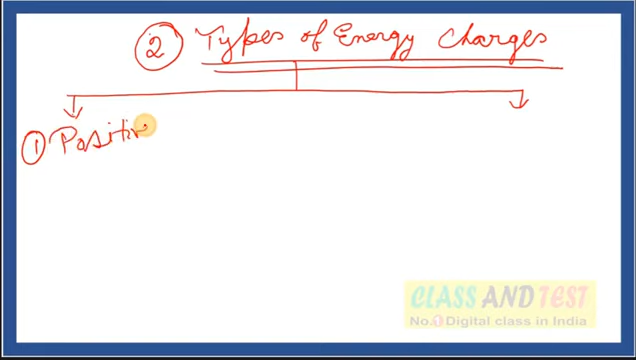 ② Types of Energy Charges
① Positiv
CLASS AND TEST
No.1 Digital class in India